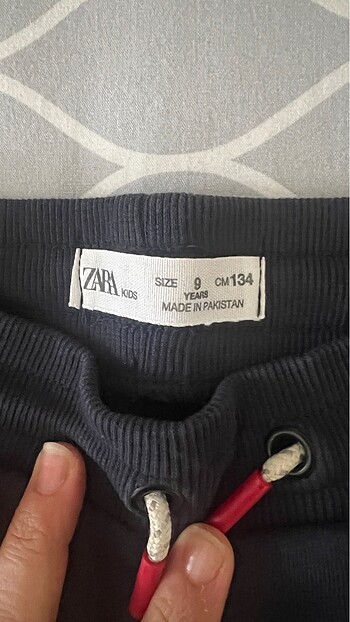 ZARA KIDS SIZE 9 CM 134
YEARS
MADE IN PAKISTAN